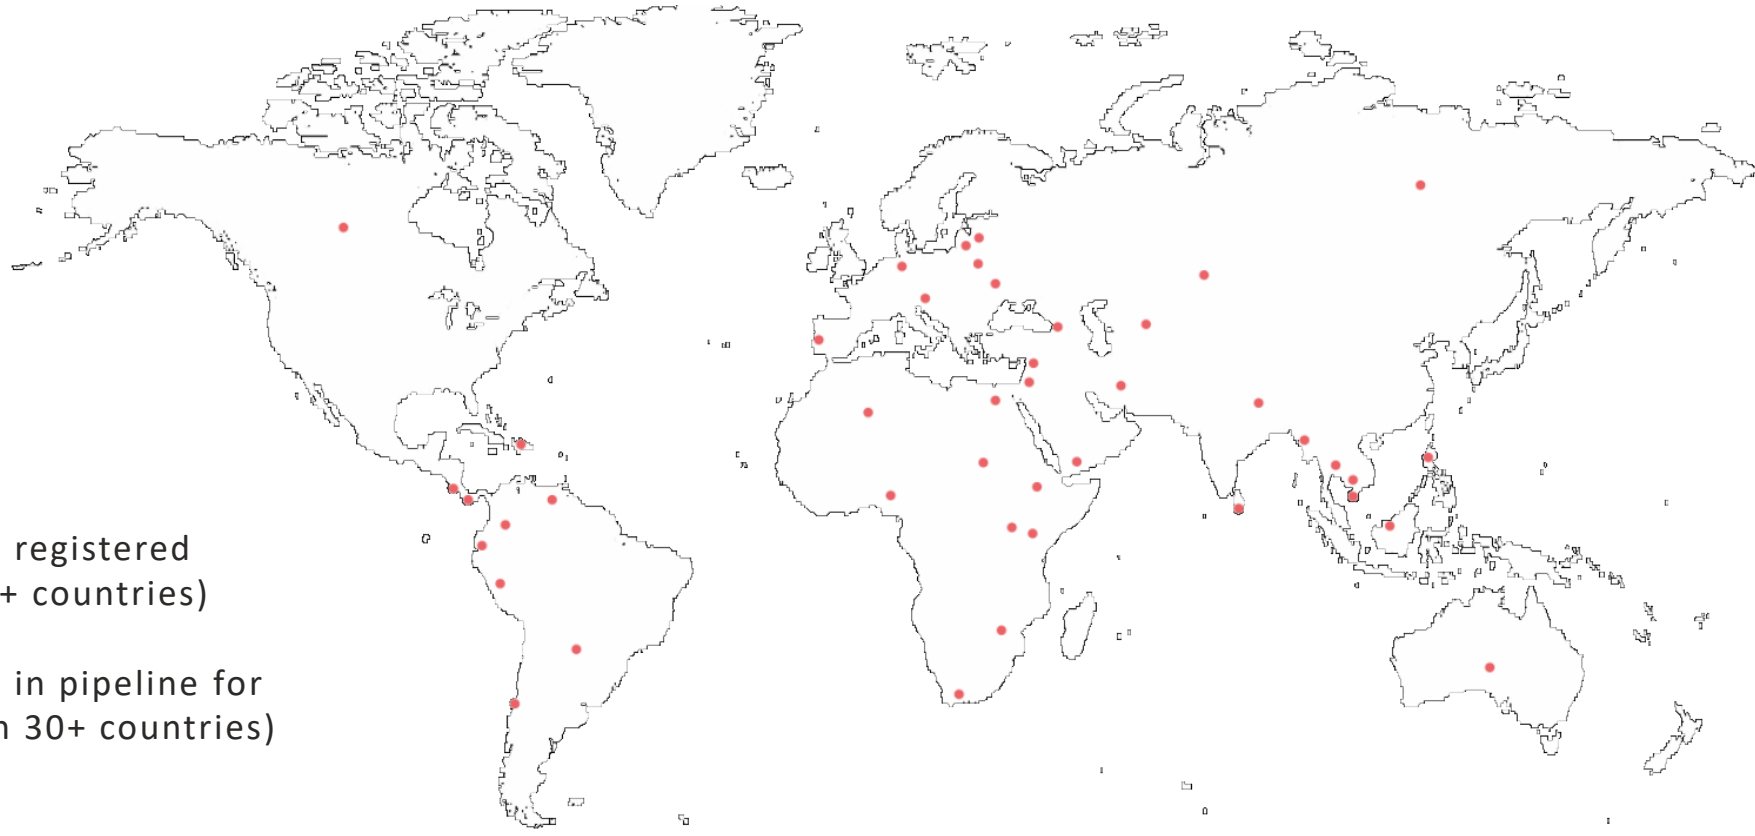 registered
+ countries)
in pipeline for
30+ countries)